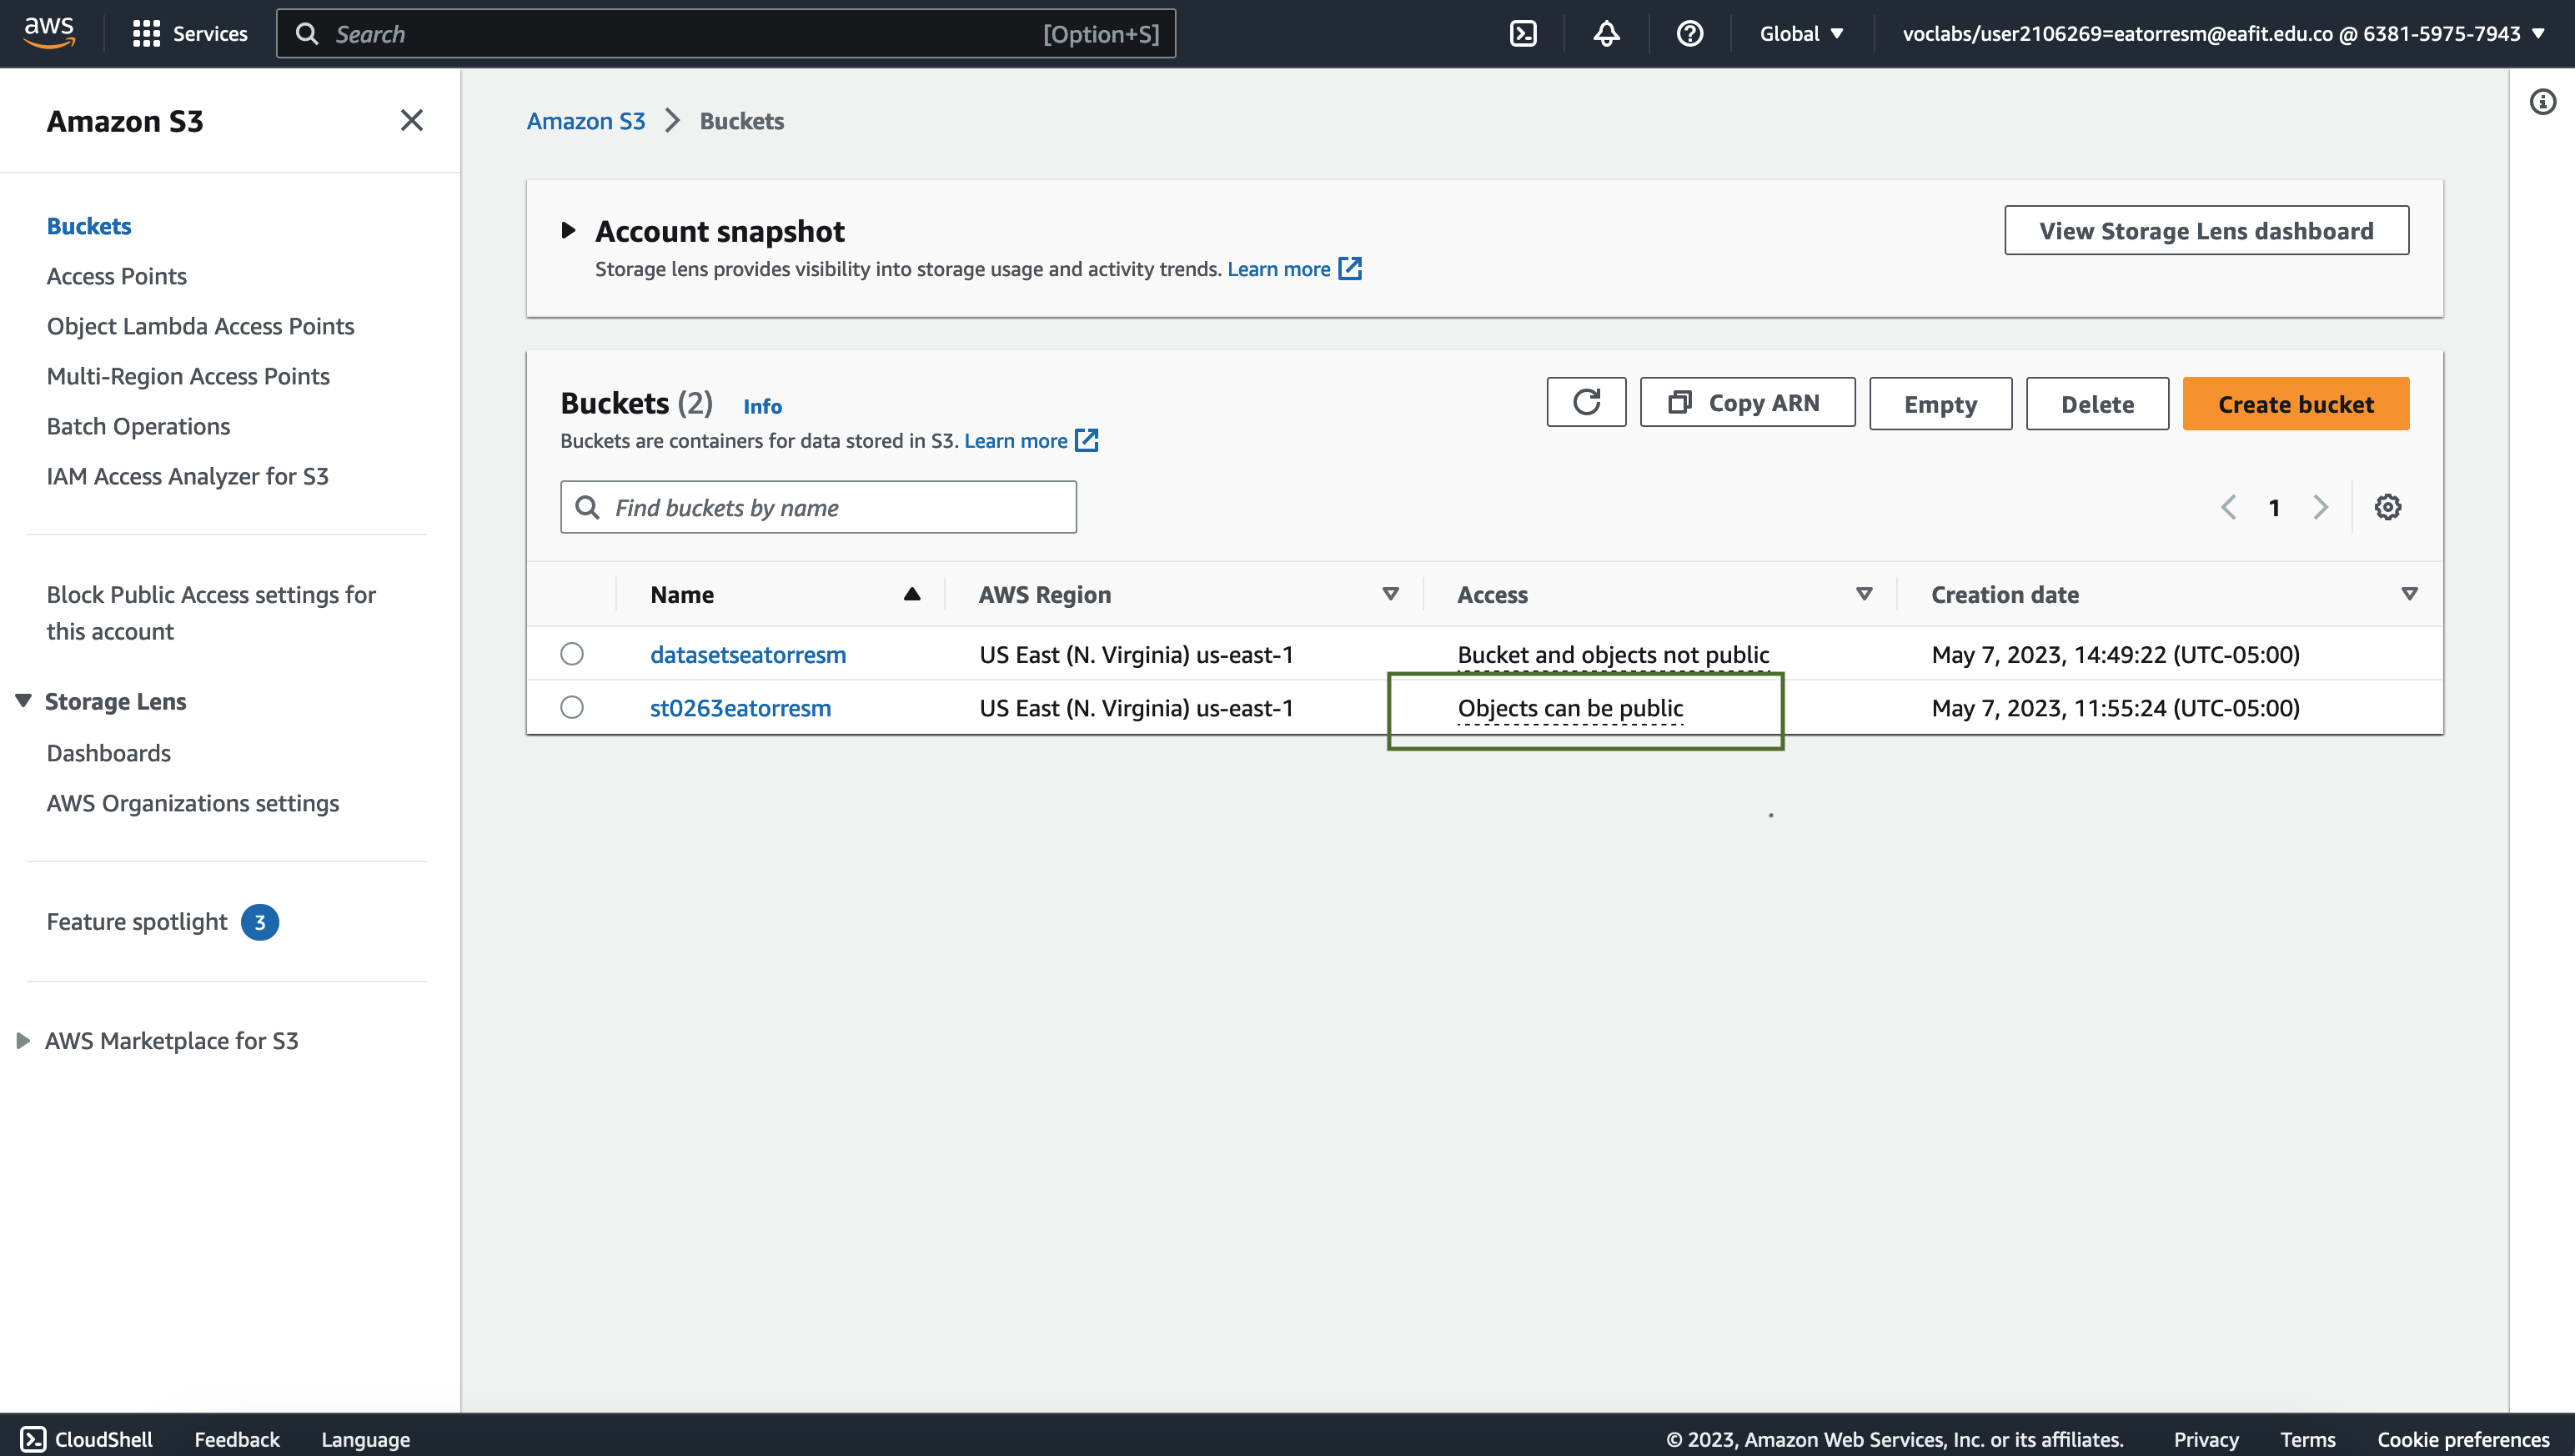 aws Services Search [Option+S] Global voclabs/user2106269=eatorresm@eafit.edu.co @ 6381-5975-7943
Amazon S3
Buckets
Access Points
Object Lambda Access Points
Multi-Region Access Points
Batch Operations
IAM Access Analyzer for S3
Block Public Access settings for
this account
Storage Lens
Dashboards
AWS Organizations settings
Feature spotlight 3
AWS Marketplace for S3
Amazon S3 Buckets
Account snapshot
View Storage Lens dashboard
Storage lens provides visibility into storage usage and activity trends. Learn more
Buckets (2) Info
Copy ARN Empty Delete Create bucket
Buckets are containers for data stored in S3. Learn more
Find buckets by name
1
Name AWS Region Access Creation date
datasetseatorresm US East (N. Virginia) us-east-1 Bucket and objects not public May 7, 2023, 14:49:22 (UTC-05:00)
st0263eatorresm US East (N. Virginia) us-east-1 Objects can be public May 7, 2023, 11:55:24 (UTC-05:00)
CloudShell Feedback Language © 2023, Amazon Web Services, Inc. or its affiliates. Privacy Terms Cookie preferences